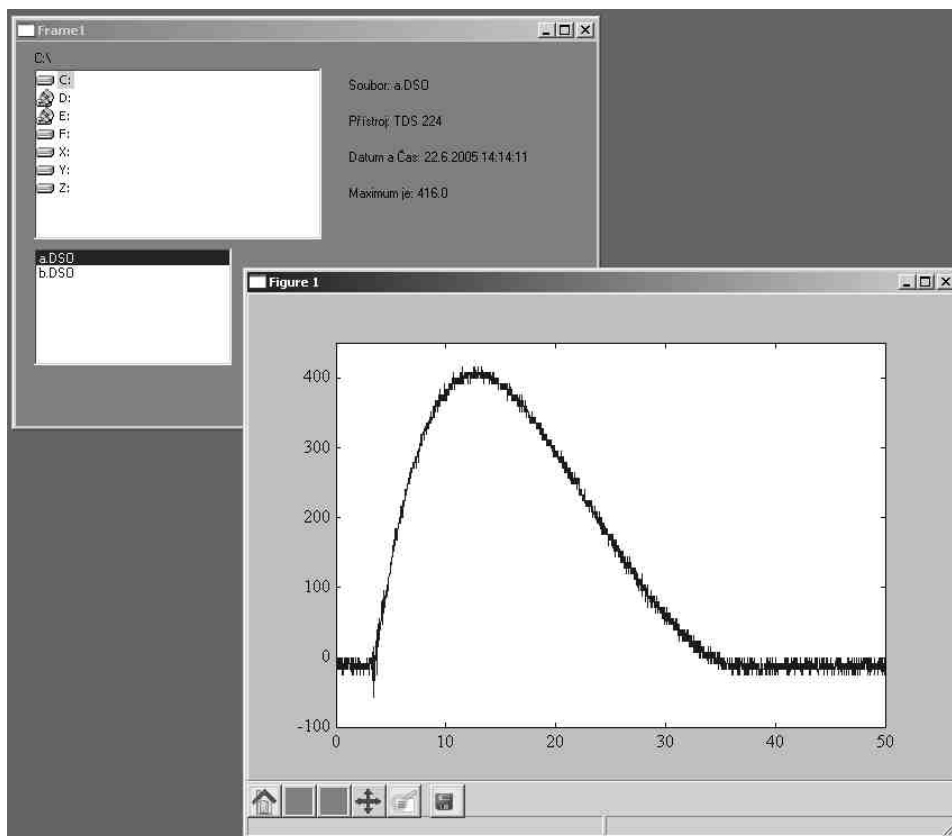 Frame1
C:\
C:
D:
E:
F:
X:
Y:
Z:
Soubor: a.DSO
Přístroj: TDS 224
Datum a Čas: 22.6.2005 14:14:11
Maximum je: 416.0
a.DSO
b.DSO
Figure 1
400
300
200
100
0
-100
0 10 20 30 40 50